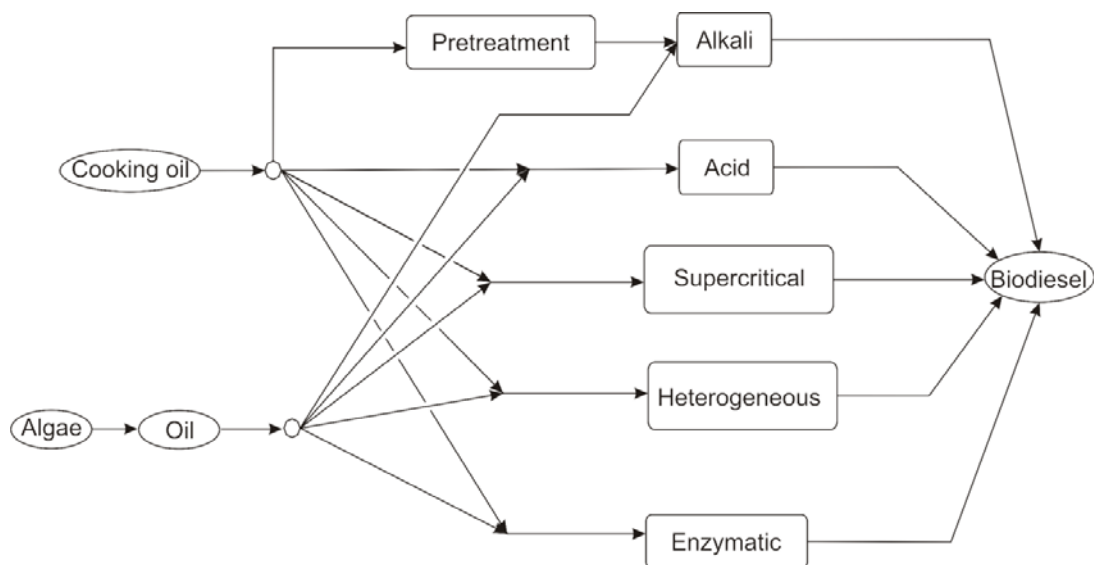 Pretreatment
Alkali
Cooking oil
Acid
Supercritical
Biodiesel
Heterogeneous
Algae
Oil
Enzymatic